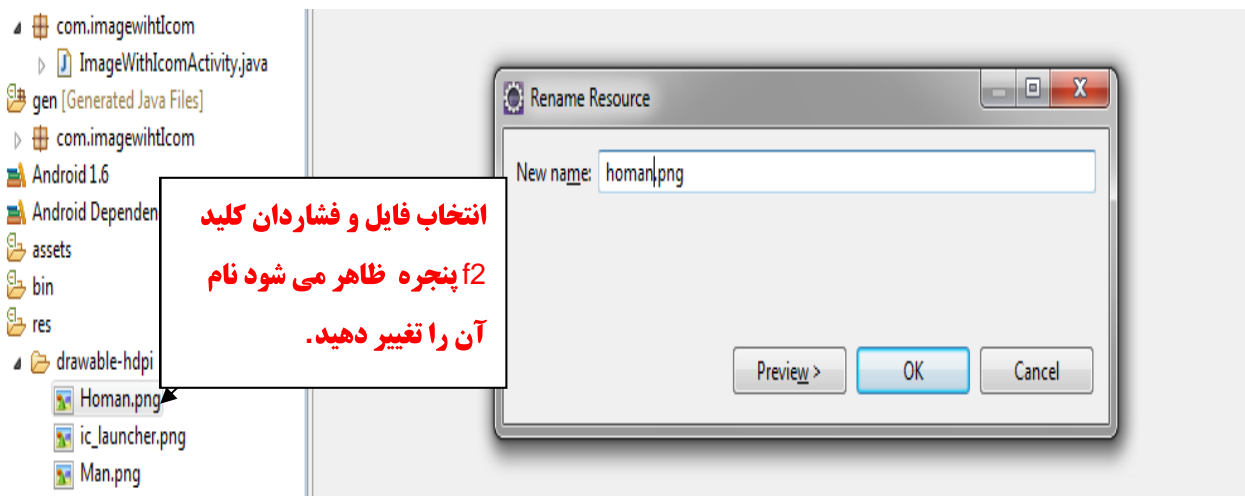 com.imagewihtIcom
ImageWithIcomActivity.java
gen [Generated Java Files]
com.imagewihtIcom
Android 1.6
Android Dependen
assets
bin
res
drawable-hdpi
Homan.png
ic_launcher.png
Man.png
انتخاب فایل و فشاردان کلید
f2 پنجره ظاهر می شود نام
آن را تغییر دهید.
Rename Resource
New name: homan.png
Preview >
OK
Cancel